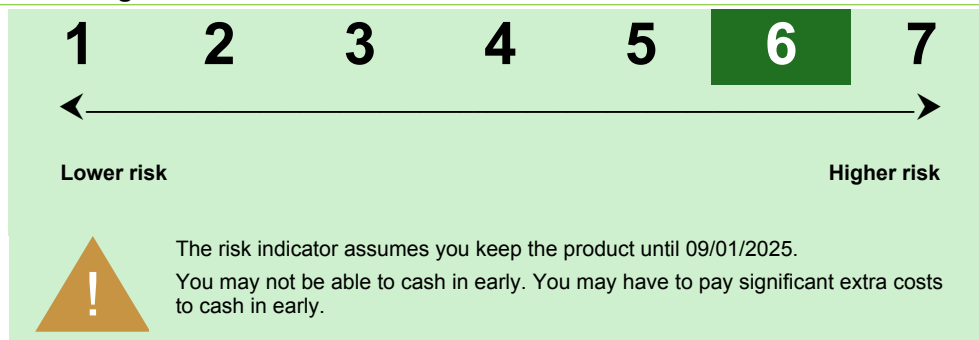 1 2 3 4 5 6 7
Lower risk Higher risk
!
The risk indicator assumes you keep the product until 09/01/2025.
You may not be able to cash in early. You may have to pay significant extra costs
to cash in early.